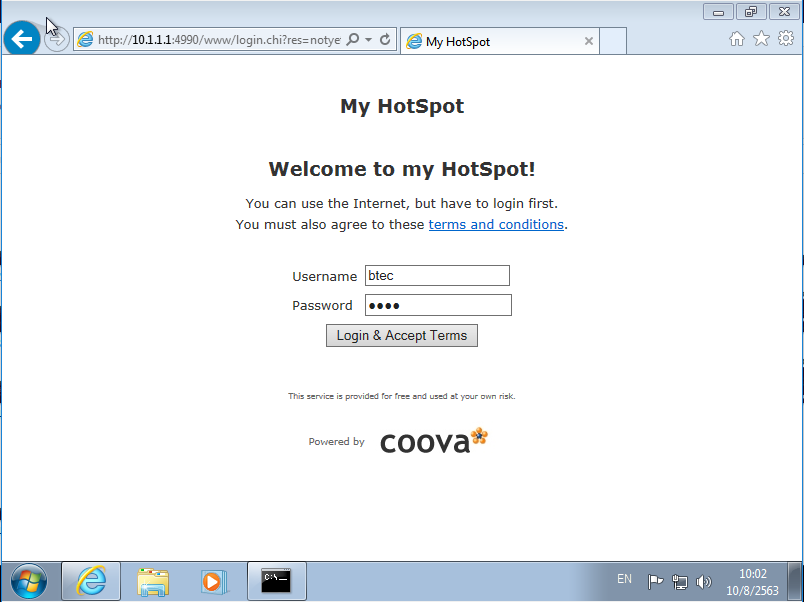 http://10.1.1.1:4990/www/login.chi?res=notye
My HotSpot
My HotSpot
Welcome to my HotSpot!
You can use the Internet, but have to login first.
You must also agree to these terms and conditions.
Username btec
Password ●●●●
Login & Accept Terms
This service is provided for free and used at your own risk.
Powered by coova
C:\_
EN
10:02
10/8/2563